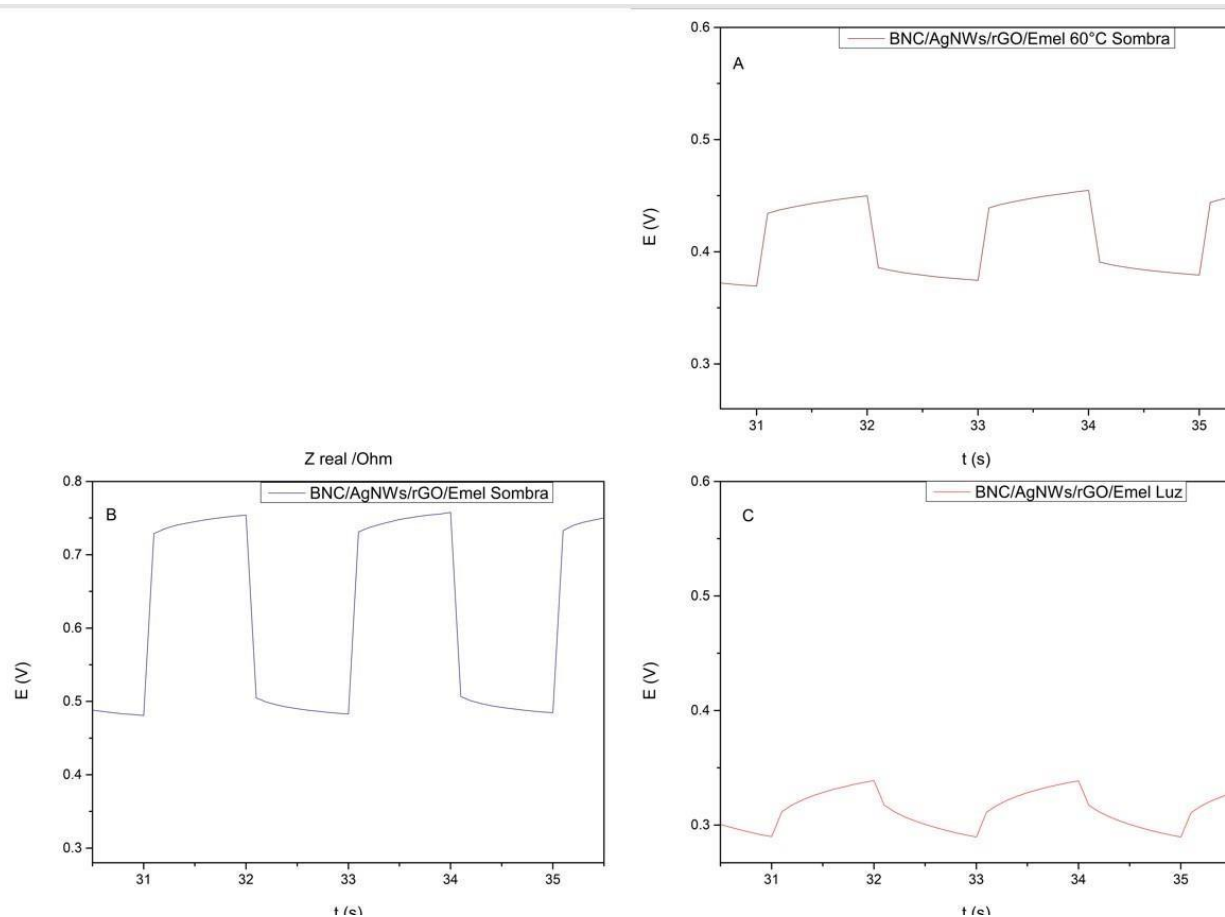 BNC/AgNWs/rGO/Emel 60°C Sombra
A
0.6
0.5
0.4
0.3
E (V)
31 32 33 34 35
t (s)
Z real /Ohm
BNC/AgNWs/rGO/Emel Sombra
B
0.8
0.7
0.6
0.5
0.4
0.3
E (V)
31 32 33 34 35
t (s)
BNC/AgNWs/rGO/Emel Luz
C
0.6
0.5
0.4
0.3
E (V)
31 32 33 34 35
t (s)